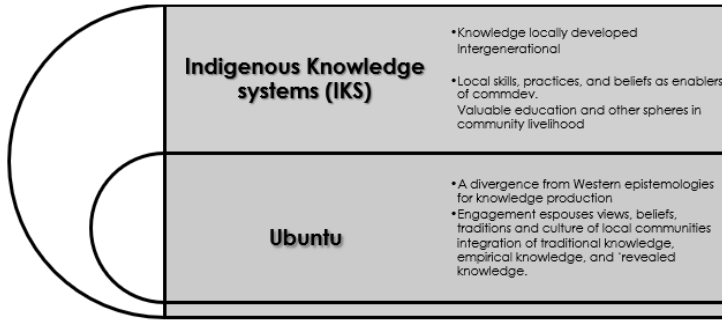 Indigenous Knowledge
systems (IKS)
•Knowledge locally developed
Intergenerational
•Local skills, practices, and beliefs as enablers
of commdev.
Valuable education and other spheres in
community livelihood
Ubuntu
•A divergence from Western epistemologies
for knowledge production
•Engagement espouses views, beliefs,
traditions and culture of local communities
integration of traditional knowledge,
empirical knowledge, and ˈrevealed
knowledge.